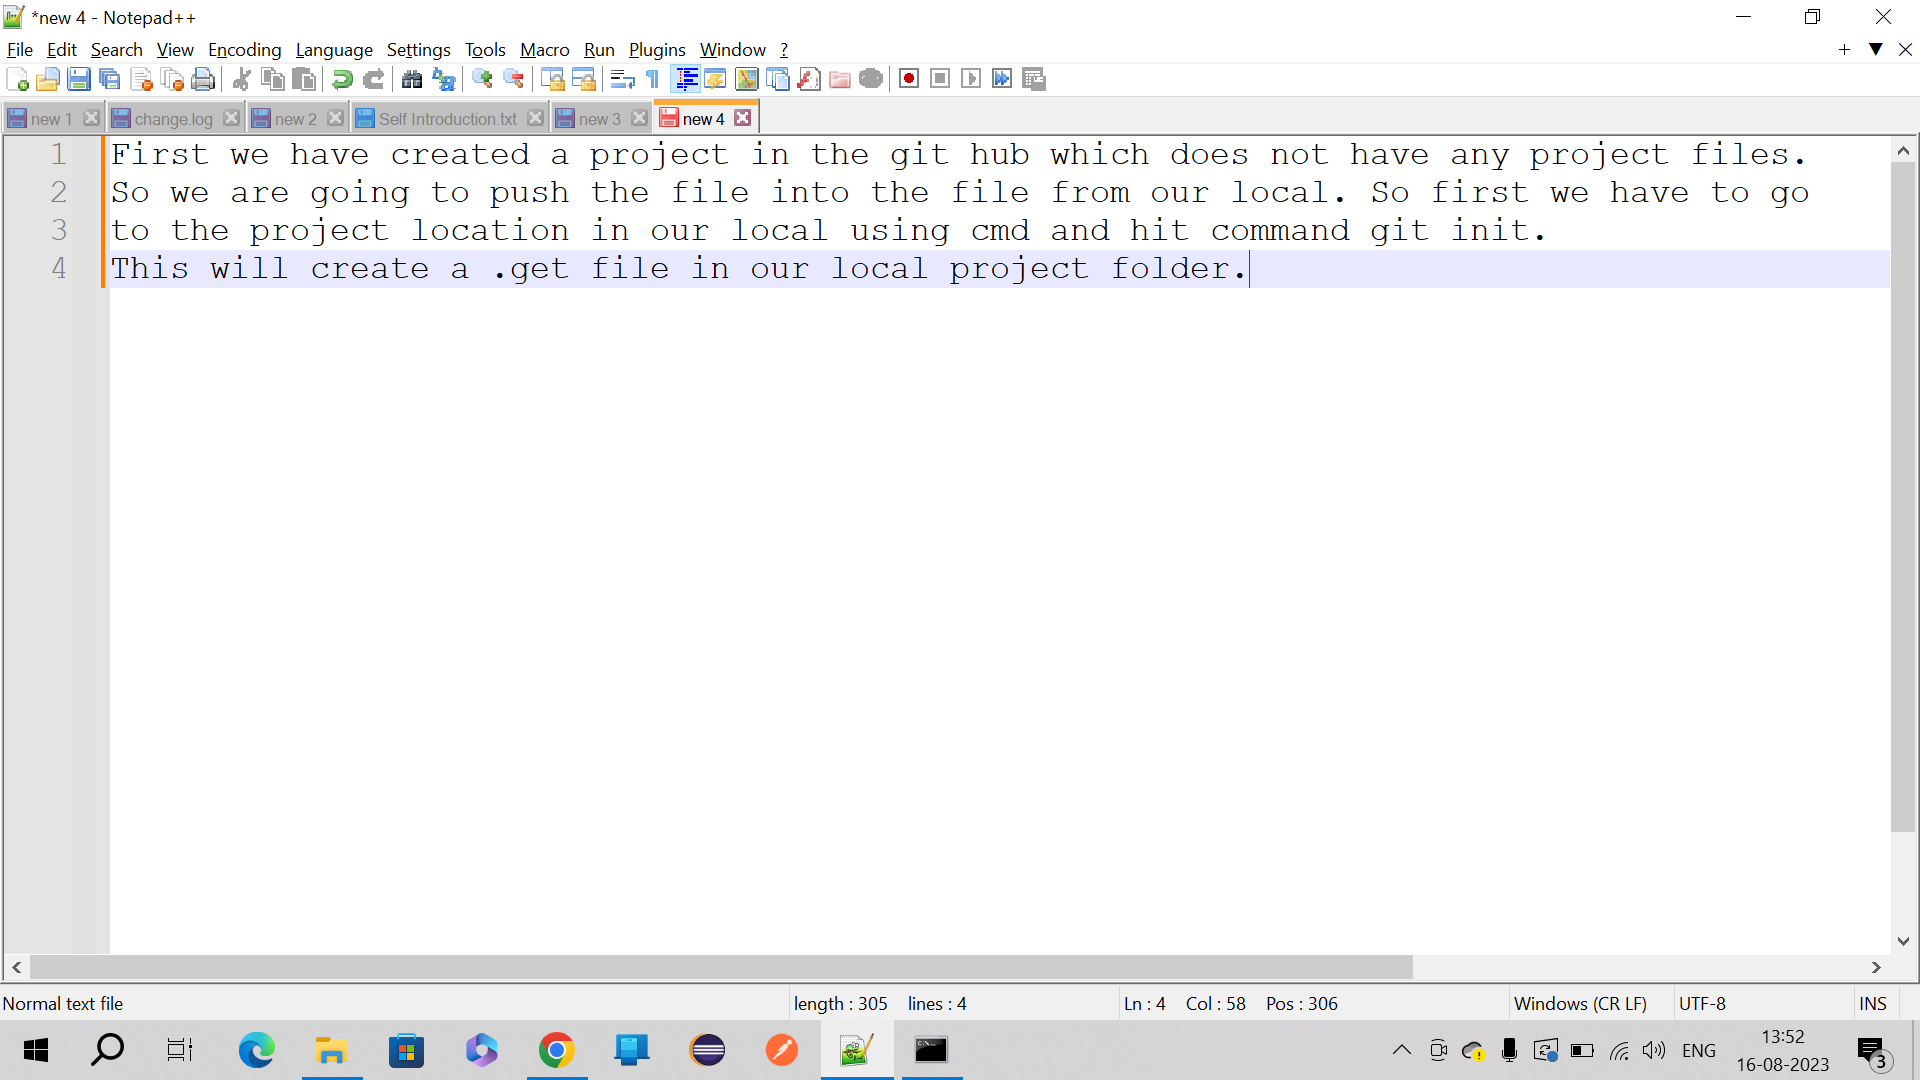 *new 4 - Notepad++
File Edit Search View Encoding Language Settings Tools Macro Run Plugins Window ?
new 1 change.log new 2 Self Introduction.txt new 3 new 4
1 First we have created a project in the git hub which does not have any project files.
2 So we are going to push the file into the file from our local. So first we have to go
3 to the project location in our local using cmd and hit command git init.
4 This will create a .get file in our local project folder.
Normal text file length : 305 lines : 4 Ln : 4 Col : 58 Pos : 306 Windows (CR LF) UTF-8 INS
ENG 13:52
16-08-2023 3